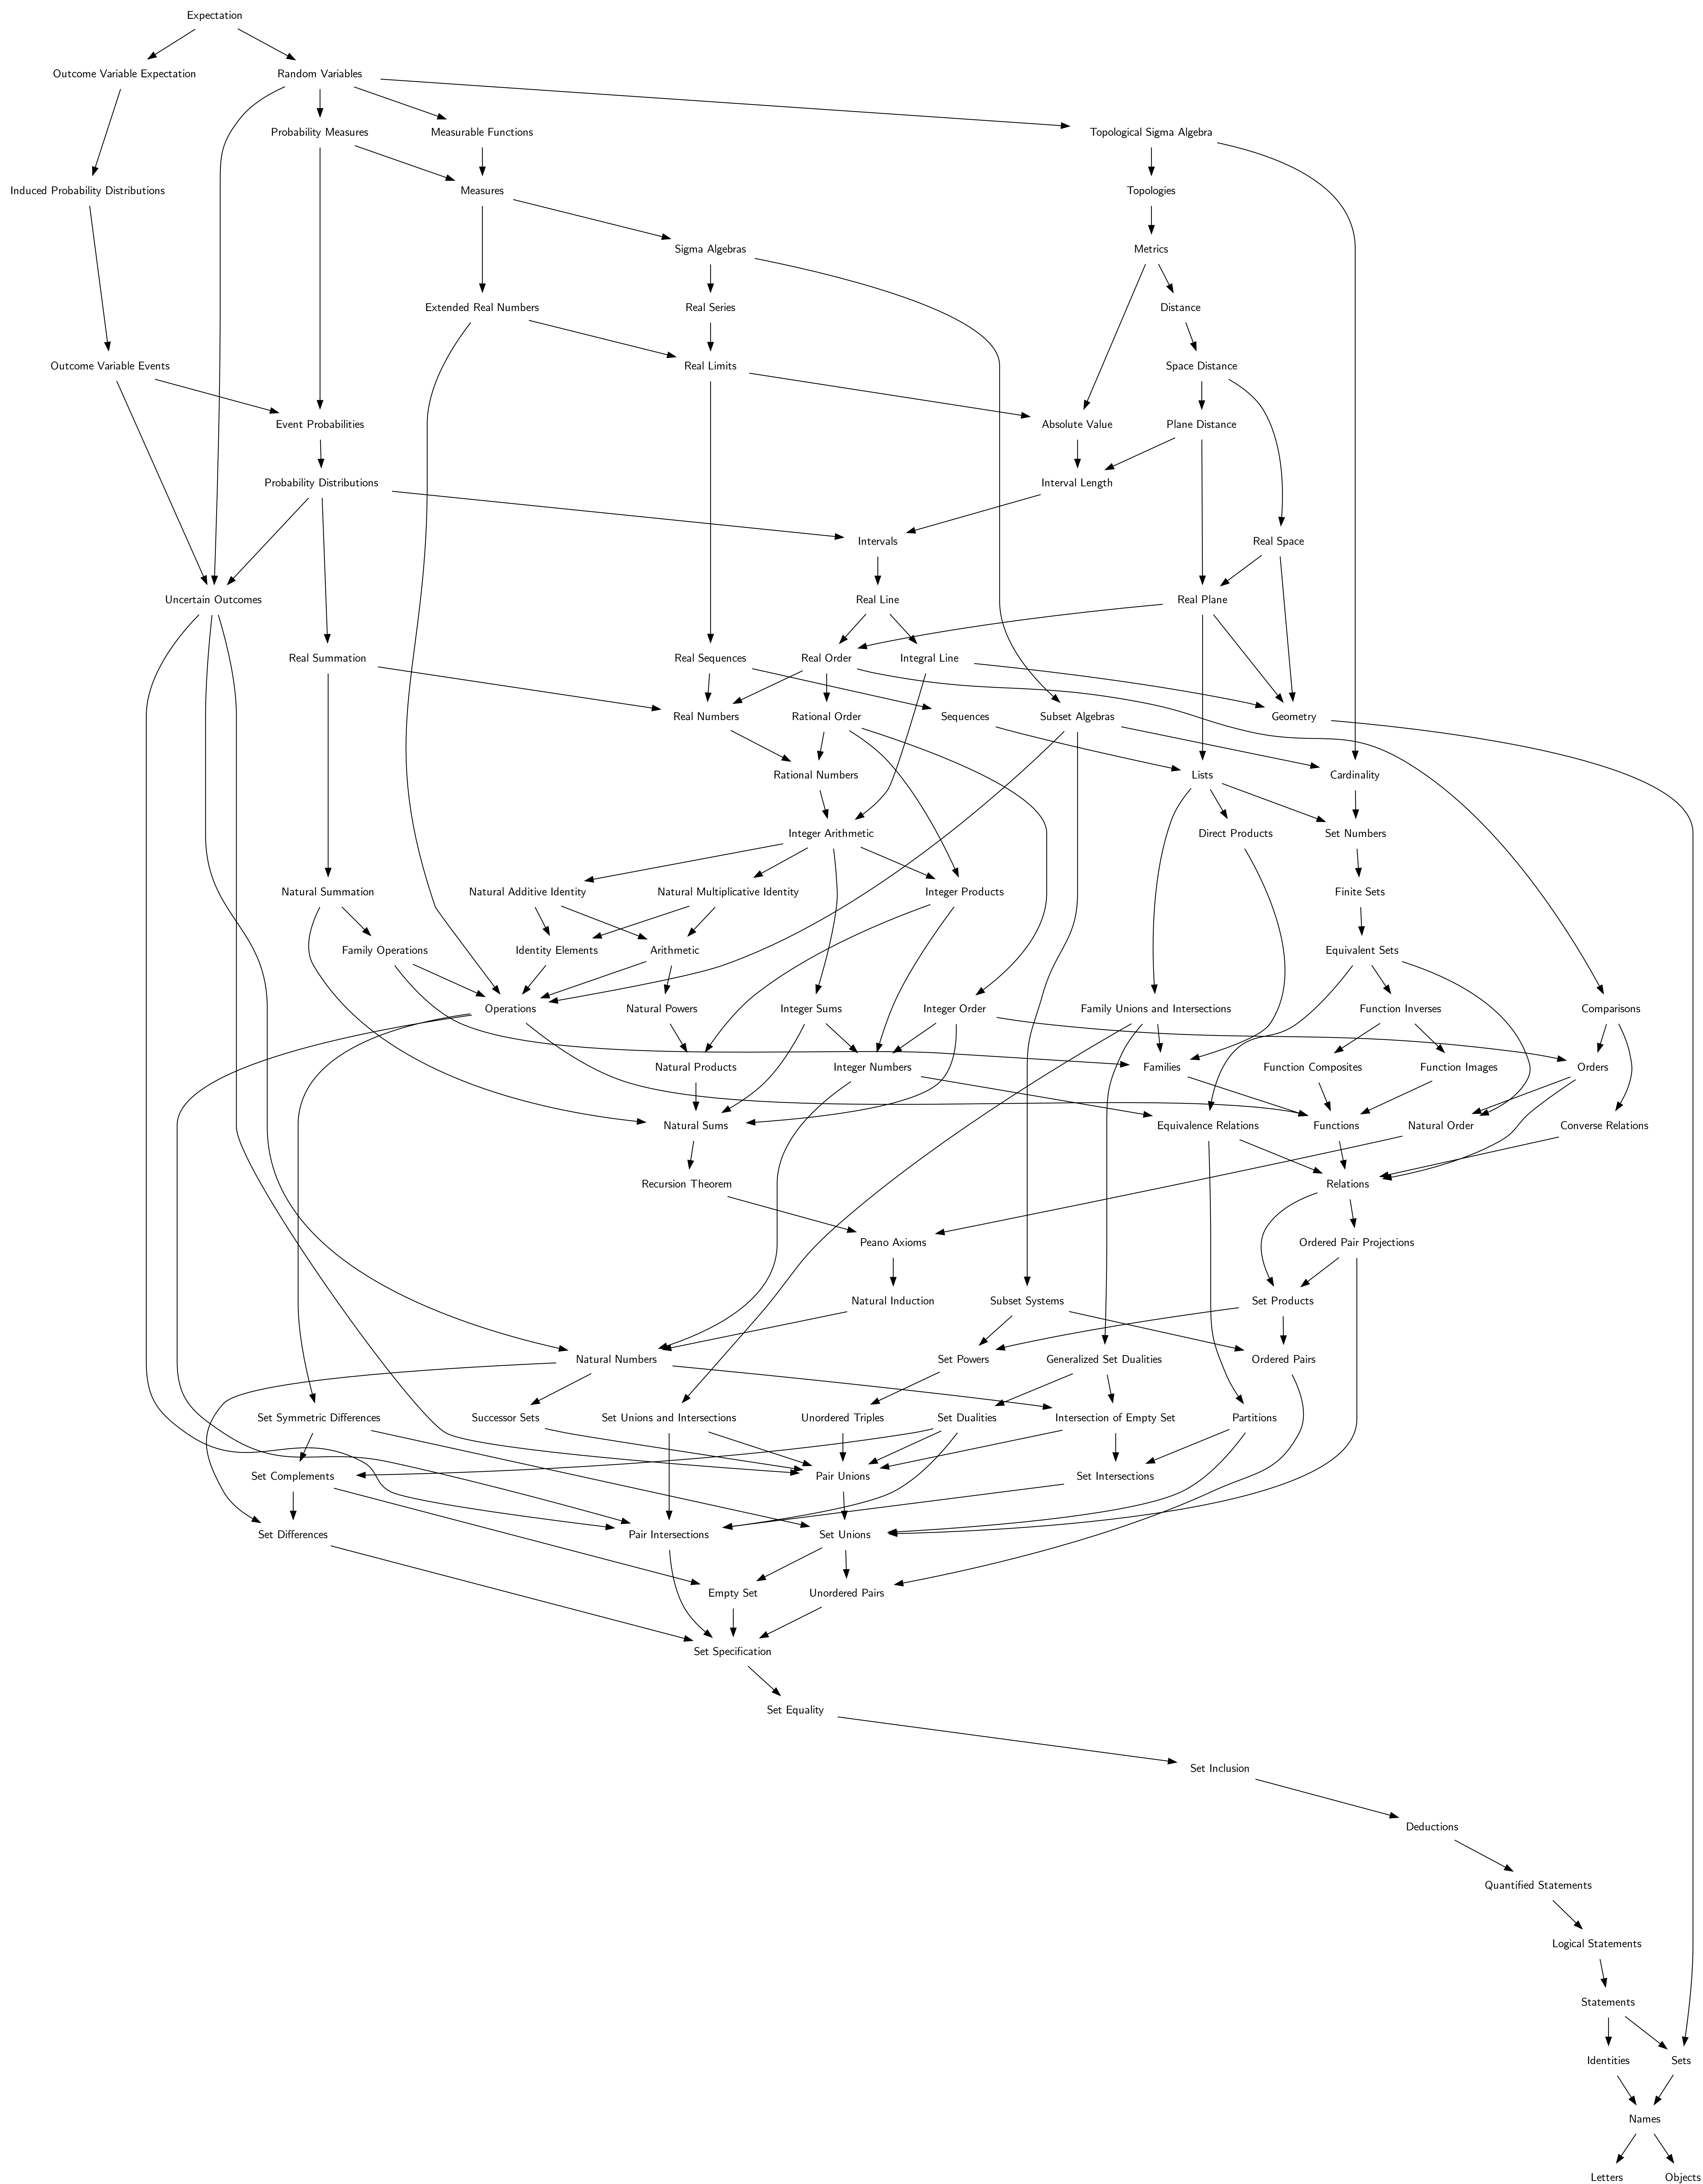 Expectation
Outcome Variable Expectation
Random Variables
Probability Measures
Measurable Functions
Topological Sigma Algebra
Induced Probability Distributions
Measures
Topologies
Sigma Algebras
Metrics
Extended Real Numbers
Real Series
Distance
Outcome Variable Events
Real Limits
Space Distance
Event Probabilities
Absolute Value
Plane Distance
Probability Distributions
Interval Length
Intervals
Real Space
Uncertain Outcomes
Real Line
Real Plane
Real Summation
Real Sequences
Real Order
Integral Line
Real Numbers
Rational Order
Sequences
Subset Algebras
Geometry
Rational Numbers
Lists
Cardinality
Integer Arithmetic
Direct Products
Set Numbers
Natural Summation
Natural Additive Identity
Natural Multiplicative Identity
Integer Products
Finite Sets
Family Operations
Identity Elements
Arithmetic
Equivalent Sets
Operations
Natural Powers
Integer Sums
Integer Order
Family Unions and Intersections
Function Inverses
Comparisons
Natural Products
Integer Numbers
Families
Function Composites
Function Images
Orders
Natural Sums
Equivalence Relations
Functions
Natural Order
Converse Relations
Recursion Theorem
Relations
Peano Axioms
Ordered Pair Projections
Natural Induction
Subset Systems
Set Products
Natural Numbers
Set Powers
Generalized Set Dualities
Ordered Pairs
Set Symmetric Differences
Successor Sets
Set Unions and Intersections
Unordered Triples
Set Dualities
Intersection of Empty Set
Partitions
Set Complements
Pair Unions
Set Intersections
Set Differences
Pair Intersections
Set Unions
Empty Set
Unordered Pairs
Set Specification
Set Equality
Set Inclusion
Deductions
Quantified Statements
Logical Statements
Statements
Identities
Sets
Names
Letters
Objects